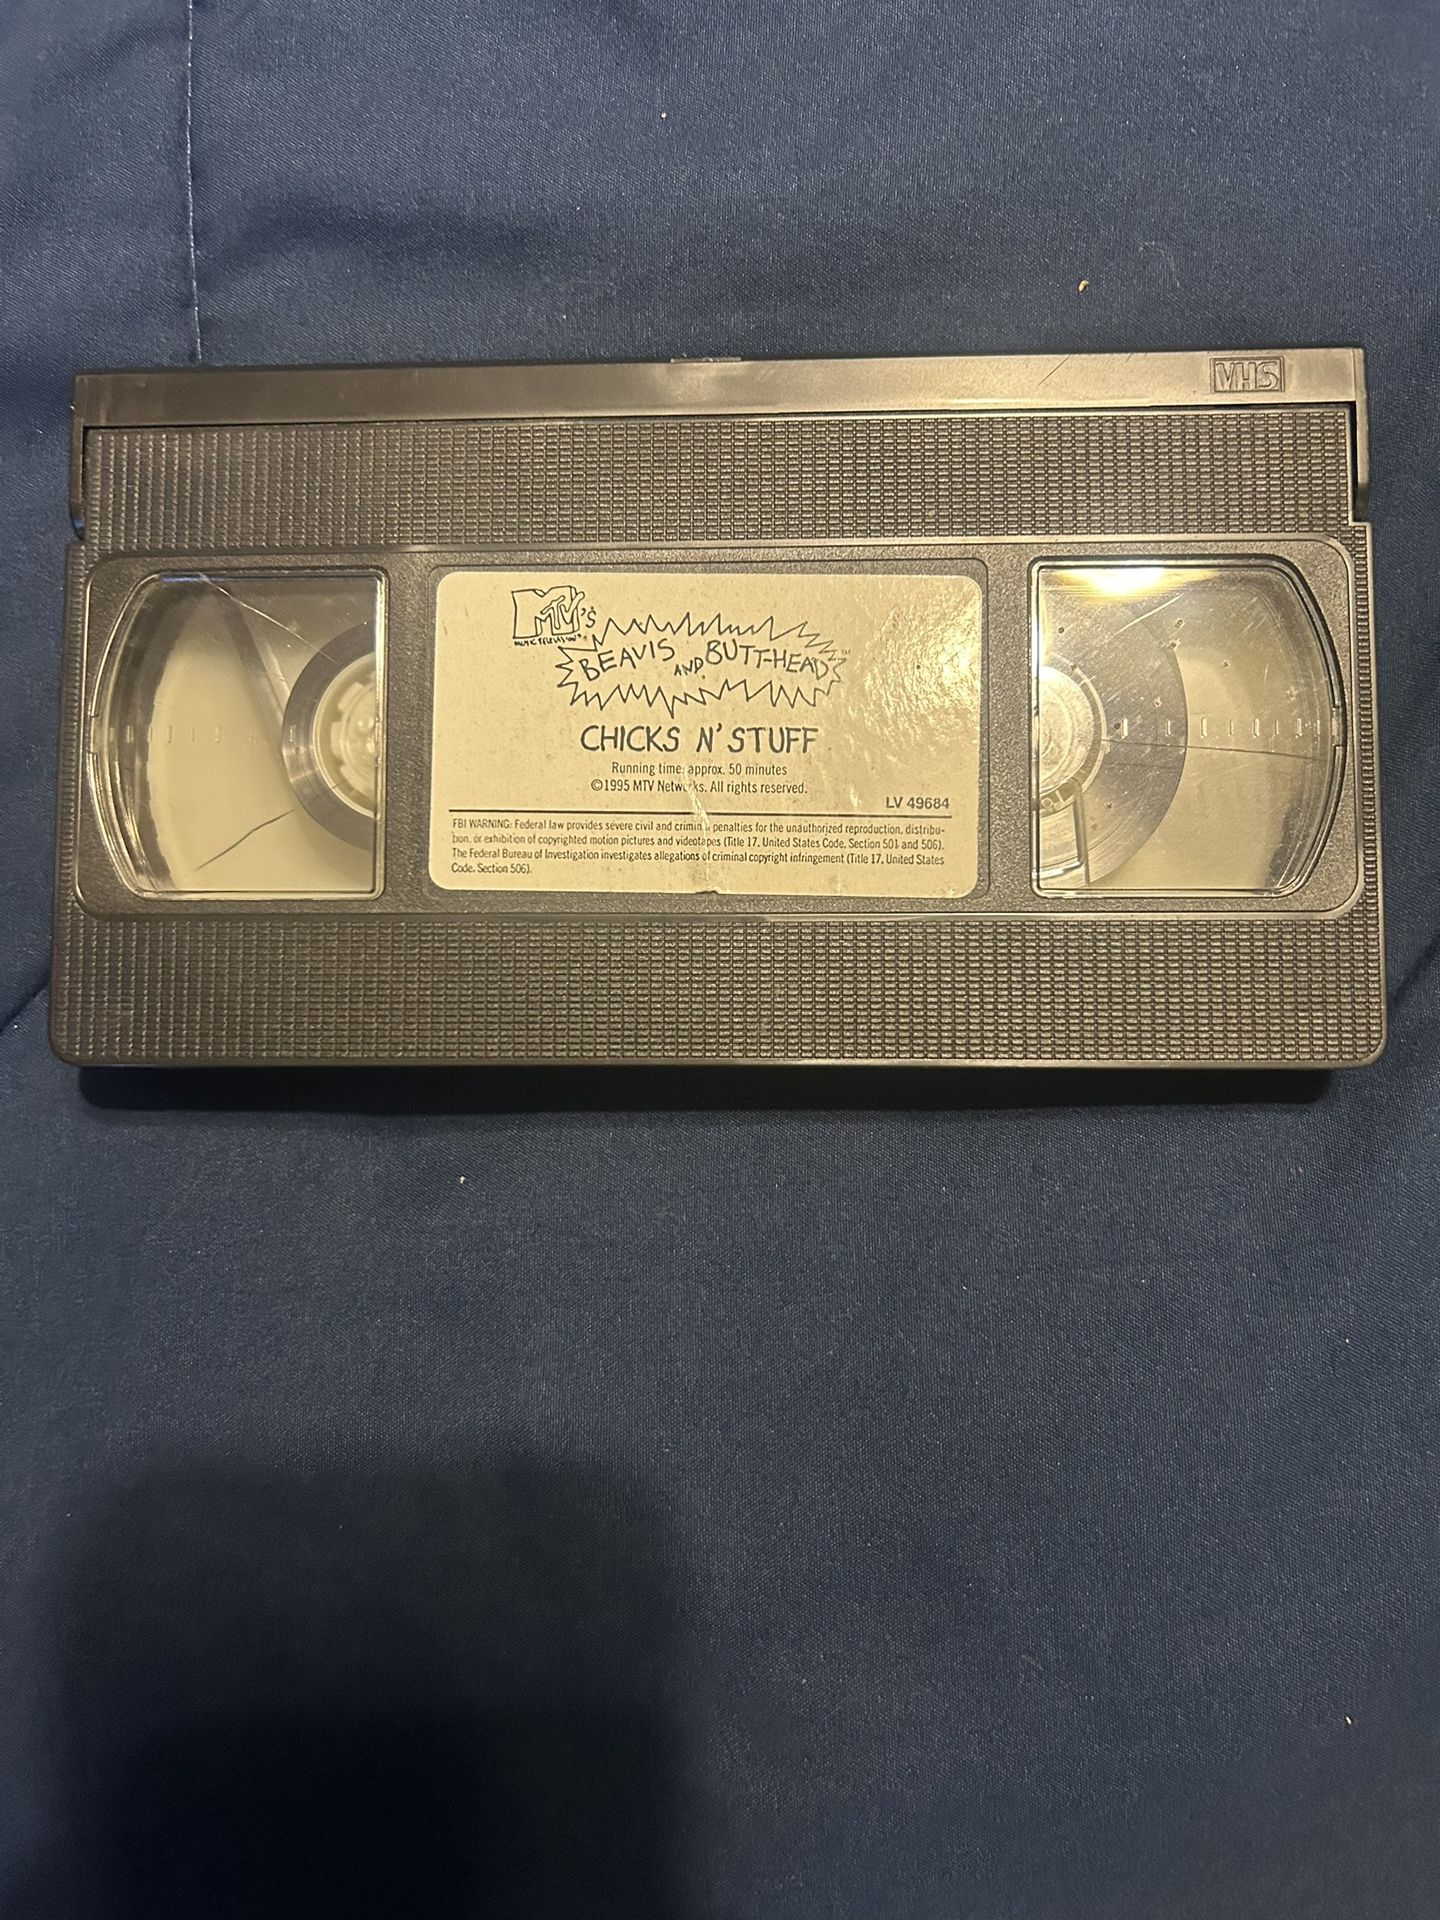 VHS
MTV's
MUSIC TELEVISION®
BEAVIS AND BUTT-HEAD™
CHICKS N' STUFF
Running time: approx. 50 minutes
©1995 MTV Networks. All rights reserved.
LV 49684
FBI WARNING: Federal law provides severe civil and criminal penalties for the unauthorized reproduction, distribu-
tion, or exhibition of copyrighted motion pictures and videotapes (Title 17, United States Code, Section 501 and 506).
The Federal Bureau of Investigation investigates allegations of criminal copyright infringement (Title 17, United States
Code, Section 506).